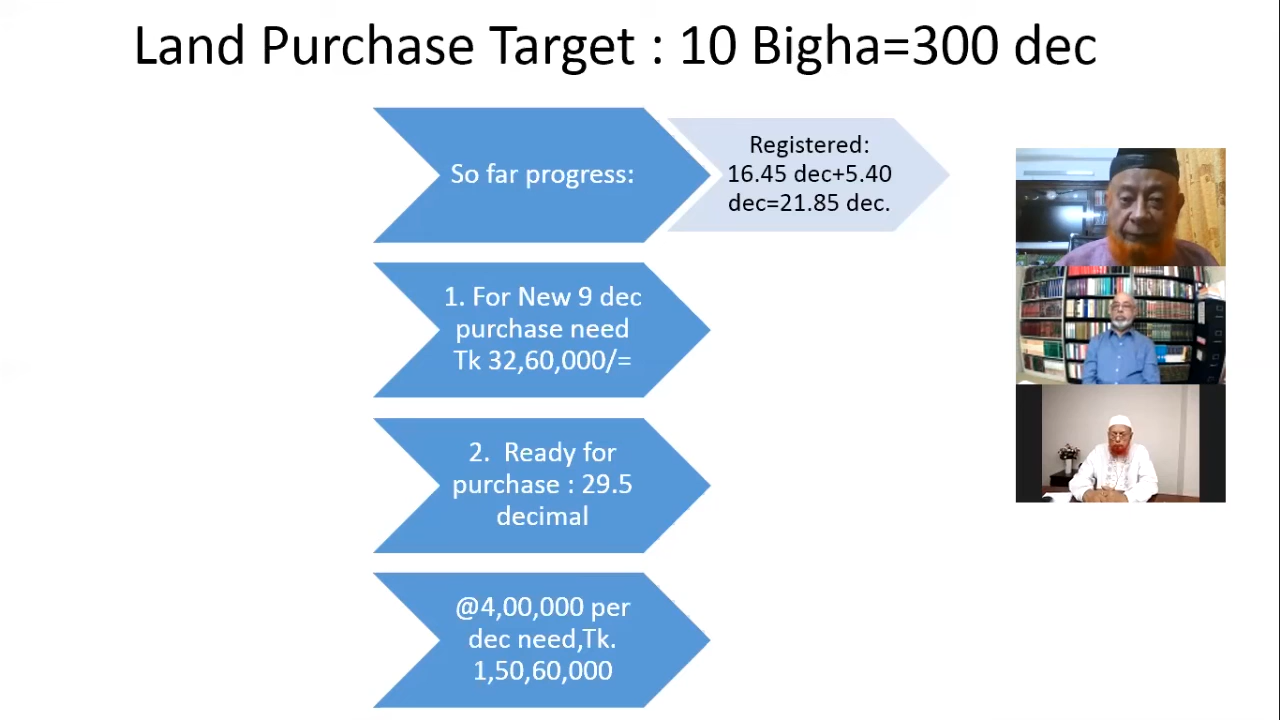 Land Purchase Target : 10 Bigha=300 dec
So far progress:
Registered:
16.45 dec+5.40
dec=21.85 dec.
1. For New 9 dec
purchase need
Tk 32,60,000/=
2. Ready for
purchase : 29.5
decimal
@4,00,000 per
dec need,Tk.
1,50,60,000